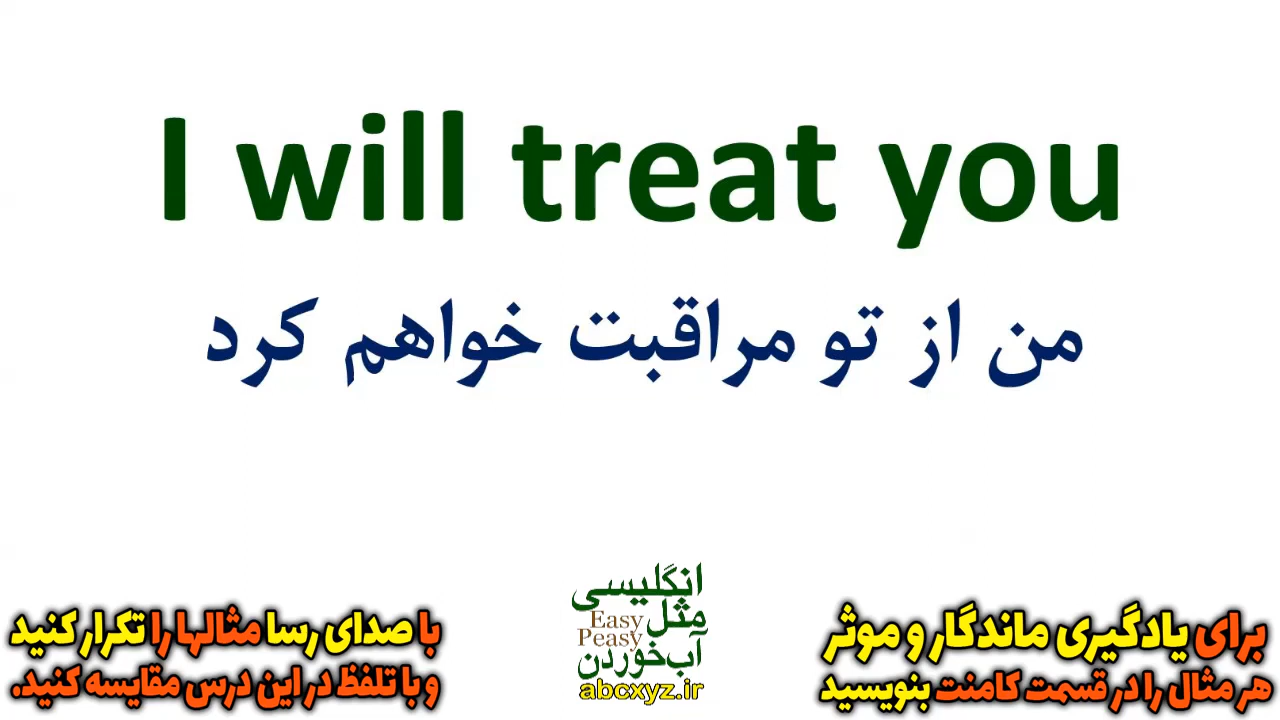 I will treat you
من از تو مراقبت خواهم کرد
برای یادگیری ماندگار و موثر
هر مثال را در قسمت کامنت بنویسید
انگلیسی
مثل
Easy
Peasy
آب خوردن
abcxyz.ir
با صدای رسا مثالها را تکرار کنید
و با تلفظ در این درس مقایسه کنید.